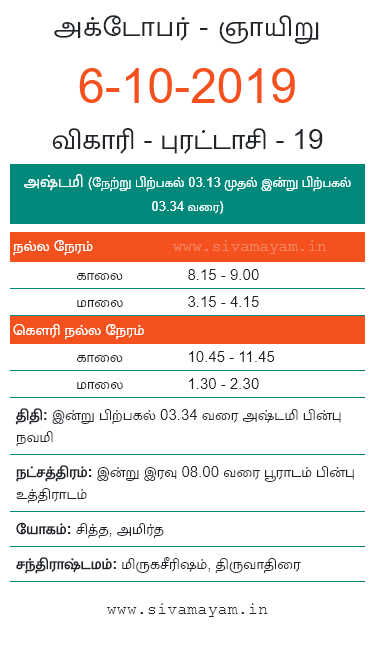 அக்டோபர் - ஞாயிறு
6-10-2019
விகாரி - புரட்டாசி - 19
அஷ்டமி (நேற்று பிற்பகல் 03.13 முதல் இன்று பிற்பகல்
03.34 வரை)
நல்ல நேரம் www.sivamayam.in
காலை 8.15 - 9.00
மாலை 3.15 - 4.15
கௌரி நல்ல நேரம்
காலை 10.45 - 11.45
மாலை 1.30 - 2.30
திதி: இன்று பிற்பகல் 03.34 வரை அஷ்டமி பின்பு
நவமி
நட்சத்திரம்: இன்று இரவு 08.00 வரை பூராடம் பின்பு
உத்திராடம்
யோகம்: சித்த, அமிர்த
சந்திராஷ்டமம்: மிருகசீரிஷம், திருவாதிரை
www.sivamayam.in